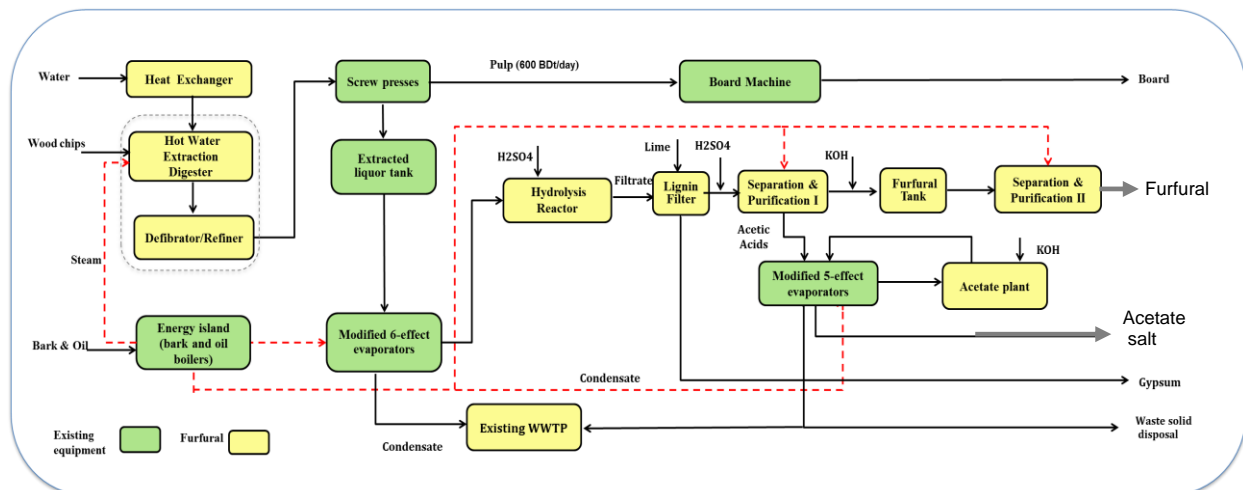 Water
Heat Exchanger
Screw presses
Pulp (600 BDt/day)
Board Machine
Board
Wood chips
Hot Water
Extraction
Digester
Extracted
liquor tank
H2SO4
Lime
H2SO4
KOH
Hydrolysis
Reactor
Filtrate
Lignin
Filter
Separation &
Purification I
Furfural
Tank
Separation &
Purification II
Furfural
Defibrator/Refiner
Acetic
Acids
Steam
KOH
Modified 5-effect
evaporators
Acetate plant
Bark & Oil
Energy island
(bark and oil
boilers)
Modified 6-effect
evaporators
Acetate
salt
Condensate
Gypsum
Existing
equipment
Furfural
Condensate
Existing WWTP
Waste solid
disposal